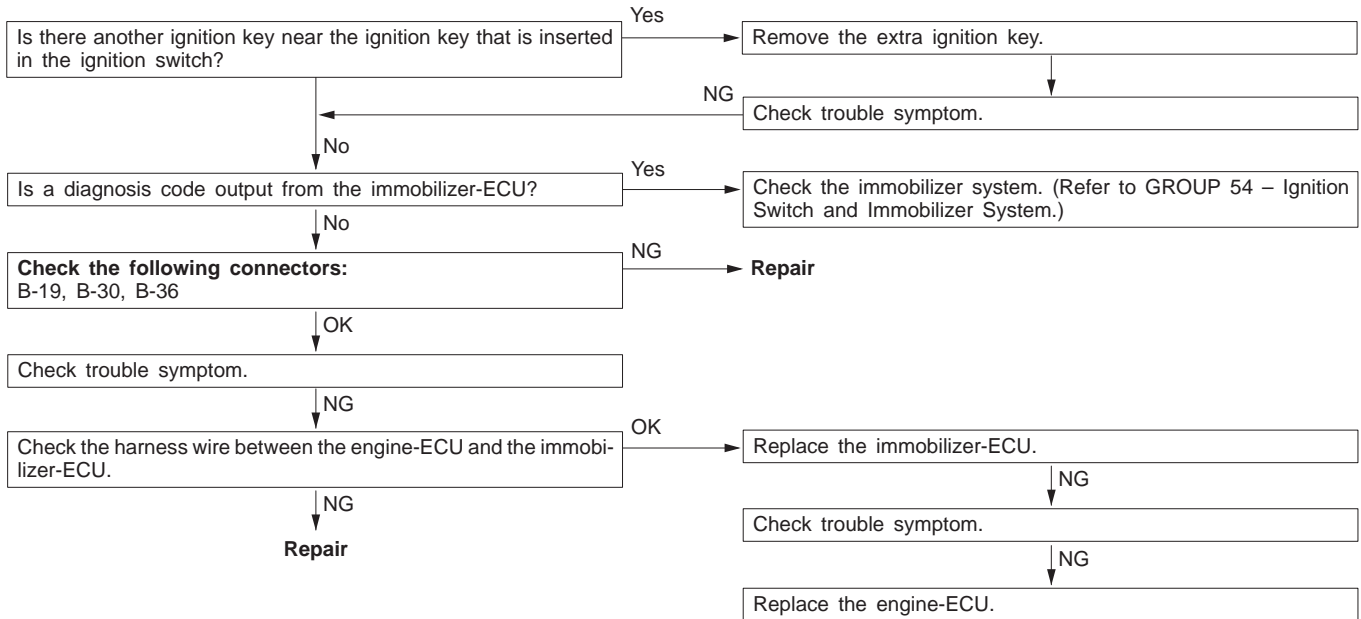 Yes
Is there another ignition key near the ignition key that is inserted
in the ignition switch?
Remove the extra ignition key.
NG
Check trouble symptom.
No
Yes
Is a diagnosis code output from the immobilizer-ECU?
Check the immobilizer system. (Refer to GROUP 54 – Ignition
Switch and Immobilizer System.)
No
Check the following connectors:
B-19, B-30, B-36
NG
Repair
OK
Check trouble symptom.
NG
Check the harness wire between the engine-ECU and the immobi-
lizer-ECU.
OK
Replace the immobilizer-ECU.
NG
NG
Check trouble symptom.
Repair
NG
Replace the engine-ECU.